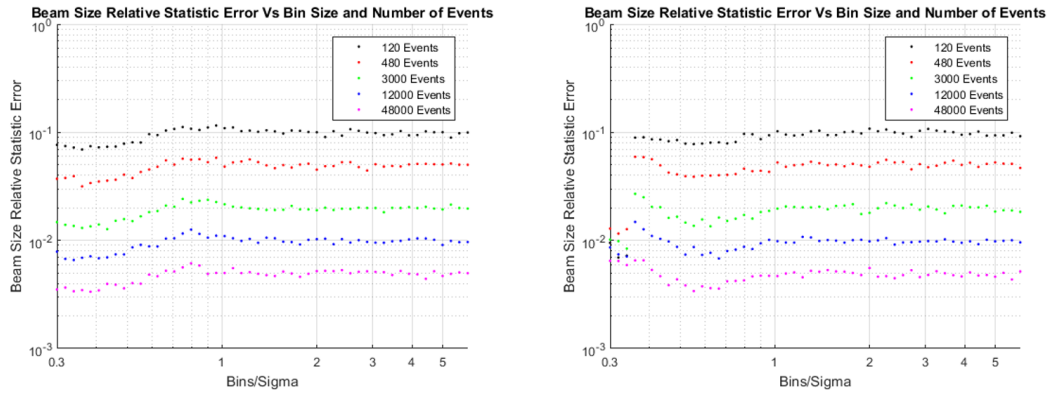 Beam Size Relative Statistic Error Vs Bin Size and Number of Events
10^0
10^-1
10^-2
10^-3
Beam Size Relative Statistic Error
120 Events
480 Events
3000 Events
12000 Events
48000 Events
0.3 1 2 3 4 5
Bins/Sigma
Beam Size Relative Statistic Error Vs Bin Size and Number of Events
10^0
10^-1
10^-2
10^-3
Beam Size Relative Statistic Error
120 Events
480 Events
3000 Events
12000 Events
48000 Events
0.3 1 2 3 4 5
Bins/Sigma